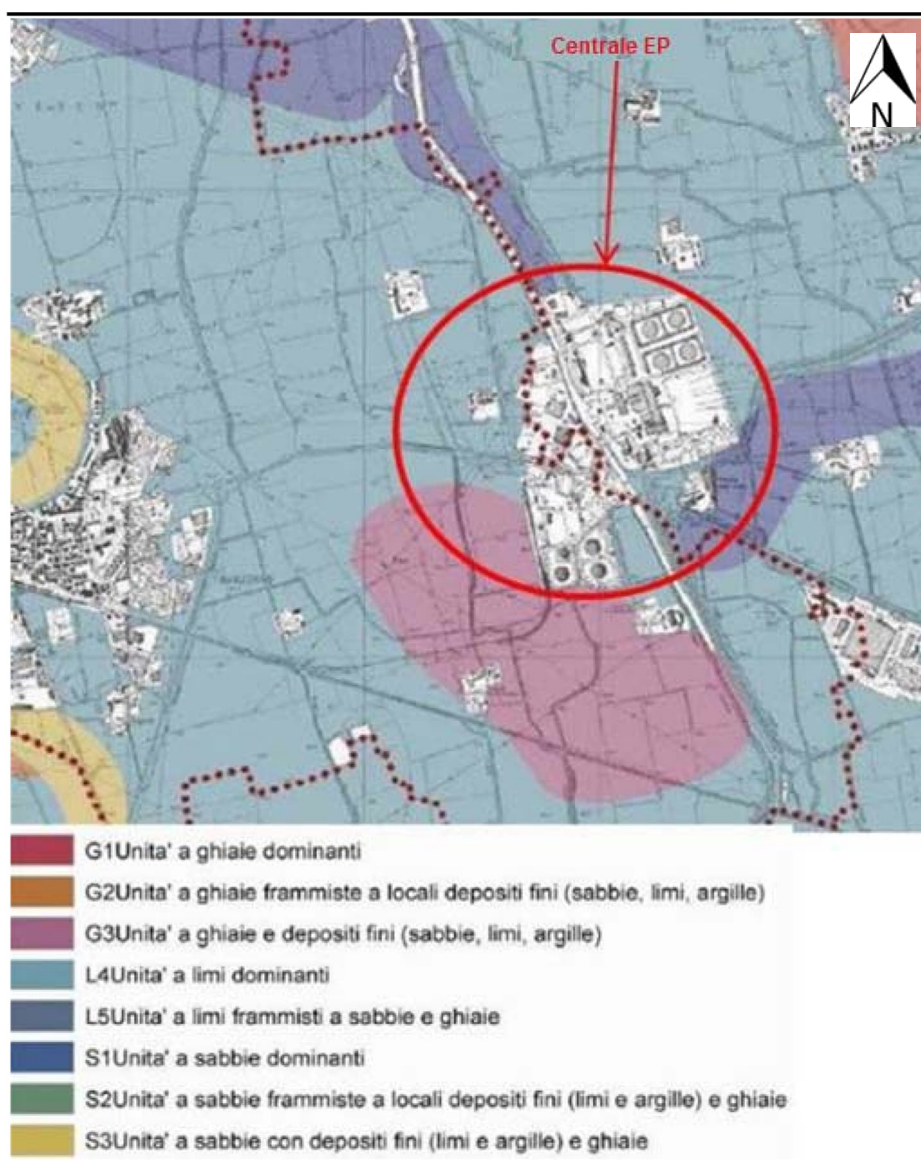 Centrale EP
N
G1Unita' a ghiaie dominanti
G2Unita' a ghiaie frammiste a locali depositi fini (sabbie, limi, argille)
G3Unita' a ghiaie e depositi fini (sabbie, limi, argille)
L4Unita' a limi dominanti
L5Unita' a limi frammisti a sabbie e ghiaie
S1Unita' a sabbie dominanti
S2Unita' a sabbie frammiste a locali depositi fini (limi e argille) e ghiaie
S3Unita' a sabbie con depositi fini (limi e argille) e ghiaie